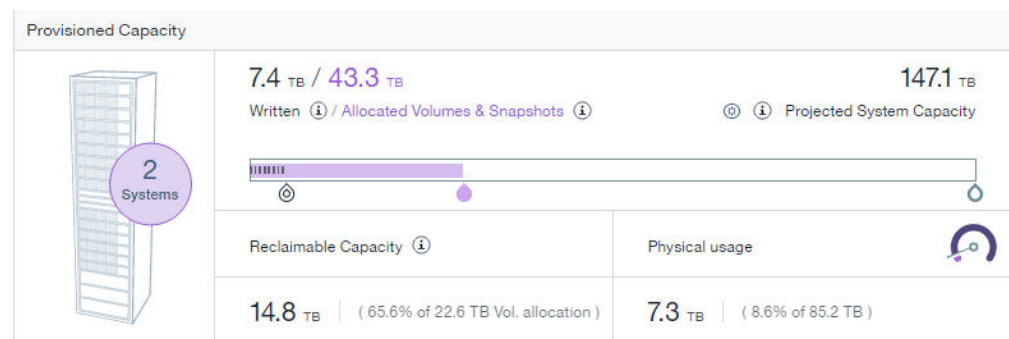 Provisioned Capacity
7.4 TB / 43.3 TB
147.1 TB
Written ⓘ / Allocated Volumes & Snapshots ⓘ
ⓘ Projected System Capacity
2
Systems
Reclaimable Capacity ⓘ
Physical usage
14.8 TB | ( 65.6% of 22.6 TB Vol. allocation )
7.3 TB | ( 8.6% of 85.2 TB )